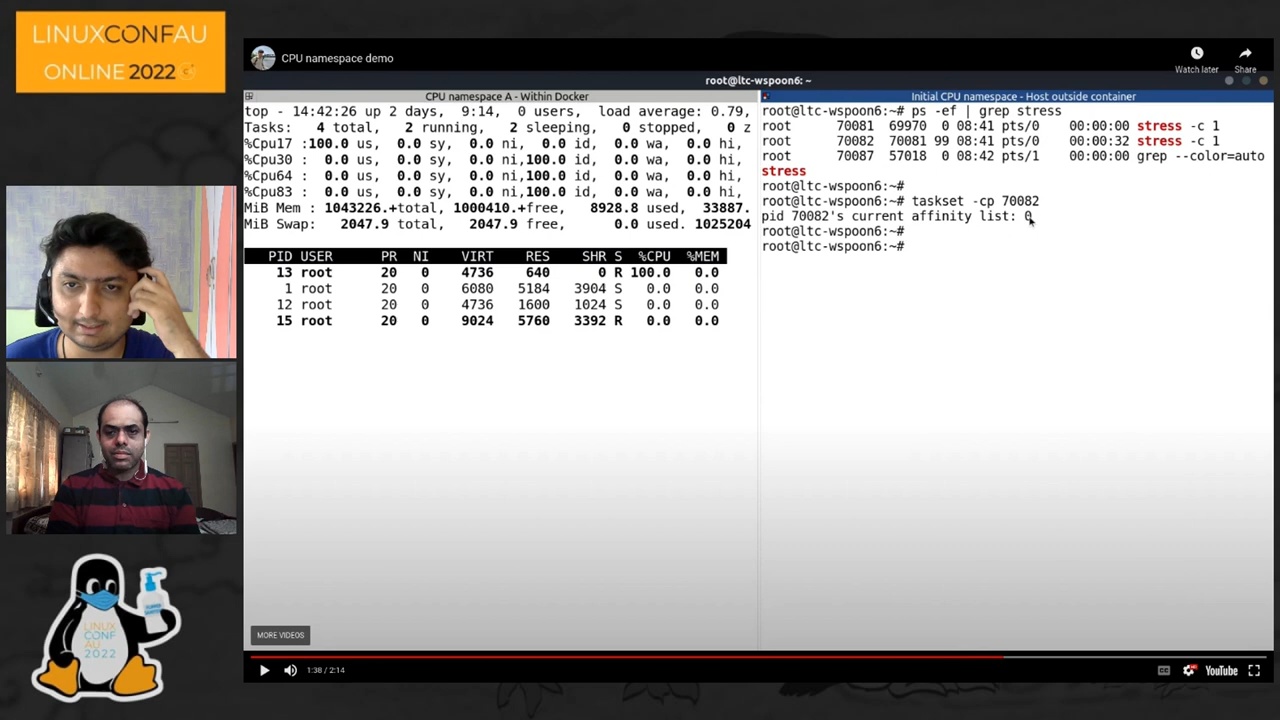 LINUXCONFAU
ONLINE 2022
CPU namespace demo
Watch later
Share
root@ltc-wspoon6: ~
CPU namespace A - Within Docker
top - 14:42:26 up 2 days,  9:14,  0 users,  load average: 0.79,
Tasks:   4 total,   2 running,   2 sleeping,   0 stopped,   0 z
%Cpu17 :100.0 us,  0.0 sy,  0.0 ni,  0.0 id,  0.0 wa,  0.0 hi,
%Cpu30 :  0.0 us,  0.0 sy,  0.0 ni,100.0 id,  0.0 wa,  0.0 hi,
%Cpu64 :  0.0 us,  0.0 sy,  0.0 ni,100.0 id,  0.0 wa,  0.0 hi,
%Cpu83 :  0.0 us,  0.0 sy,  0.0 ni,100.0 id,  0.0 wa,  0.0 hi,
MiB Mem : 1043226.+total, 1000410.+free,   8928.8 used,  33887.
MiB Swap:   2047.9 total,   2047.9 free,      0.0 used. 1025204
PID USER      PR  NI    VIRT    RES    SHR S  %CPU  %MEM
13 root      20   0    4736    640      0 R 100.0   0.0
1 root      20   0    6080   5184   3904 S   0.0   0.0
12 root      20   0    4736   1600   1024 S   0.0   0.0
15 root      20   0    9024   5760   3392 R   0.0   0.0
Initial CPU namespace - Host outside container
root@ltc-wspoon6:~# ps -ef | grep stress
root       70081  69970  0 08:41 pts/0    00:00:00 stress -c 1
root       70082  70081 99 08:41 pts/0    00:00:32 stress -c 1
root       70087  57018  0 08:42 pts/1    00:00:00 grep --color=auto
stress
root@ltc-wspoon6:~#
root@ltc-wspoon6:~# taskset -cp 70082
pid 70082's current affinity list: 0
root@ltc-wspoon6:~#
root@ltc-wspoon6:~#
MORE VIDEOS
1:38 / 2:14
CC
HD
YouTube
LINUX
CONF
AU
2022